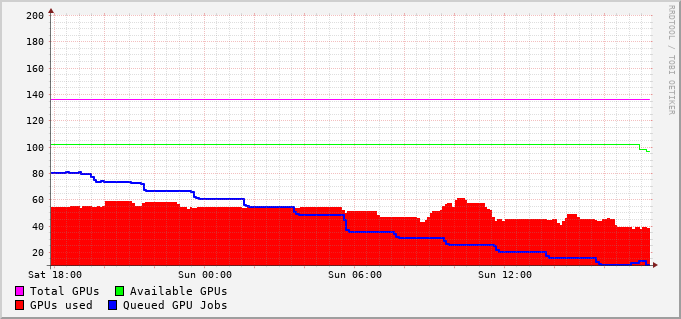 200
180
160
140
120
100
80
60
40
20
Sat 18:00 Sun 00:00 Sun 06:00 Sun 12:00
Total GPUs Available GPUs
GPUs used Queued GPU Jobs
RRDTOOL / TOBI OETIKER